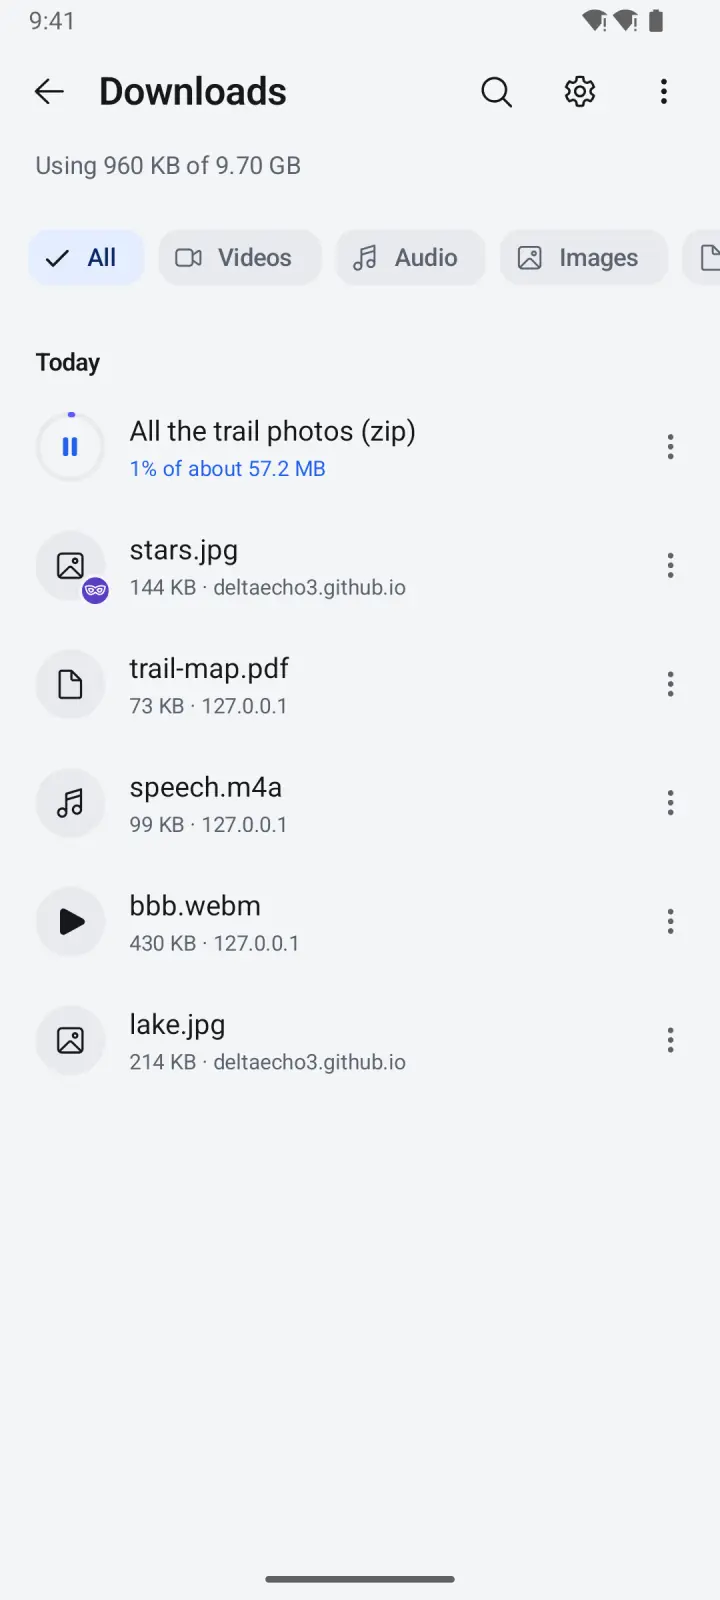 9:41
Downloads
Using 960 KB of 9.70 GB
All
Videos
Audio
Images
Today
All the trail photos (zip)
1% of about 57.2 MB
stars.jpg
144 KB · deltaecho3.github.io
trail-map.pdf
73 KB · 127.0.0.1
speech.m4a
99 KB · 127.0.0.1
bbb.webm
430 KB · 127.0.0.1
lake.jpg
214 KB · deltaecho3.github.io